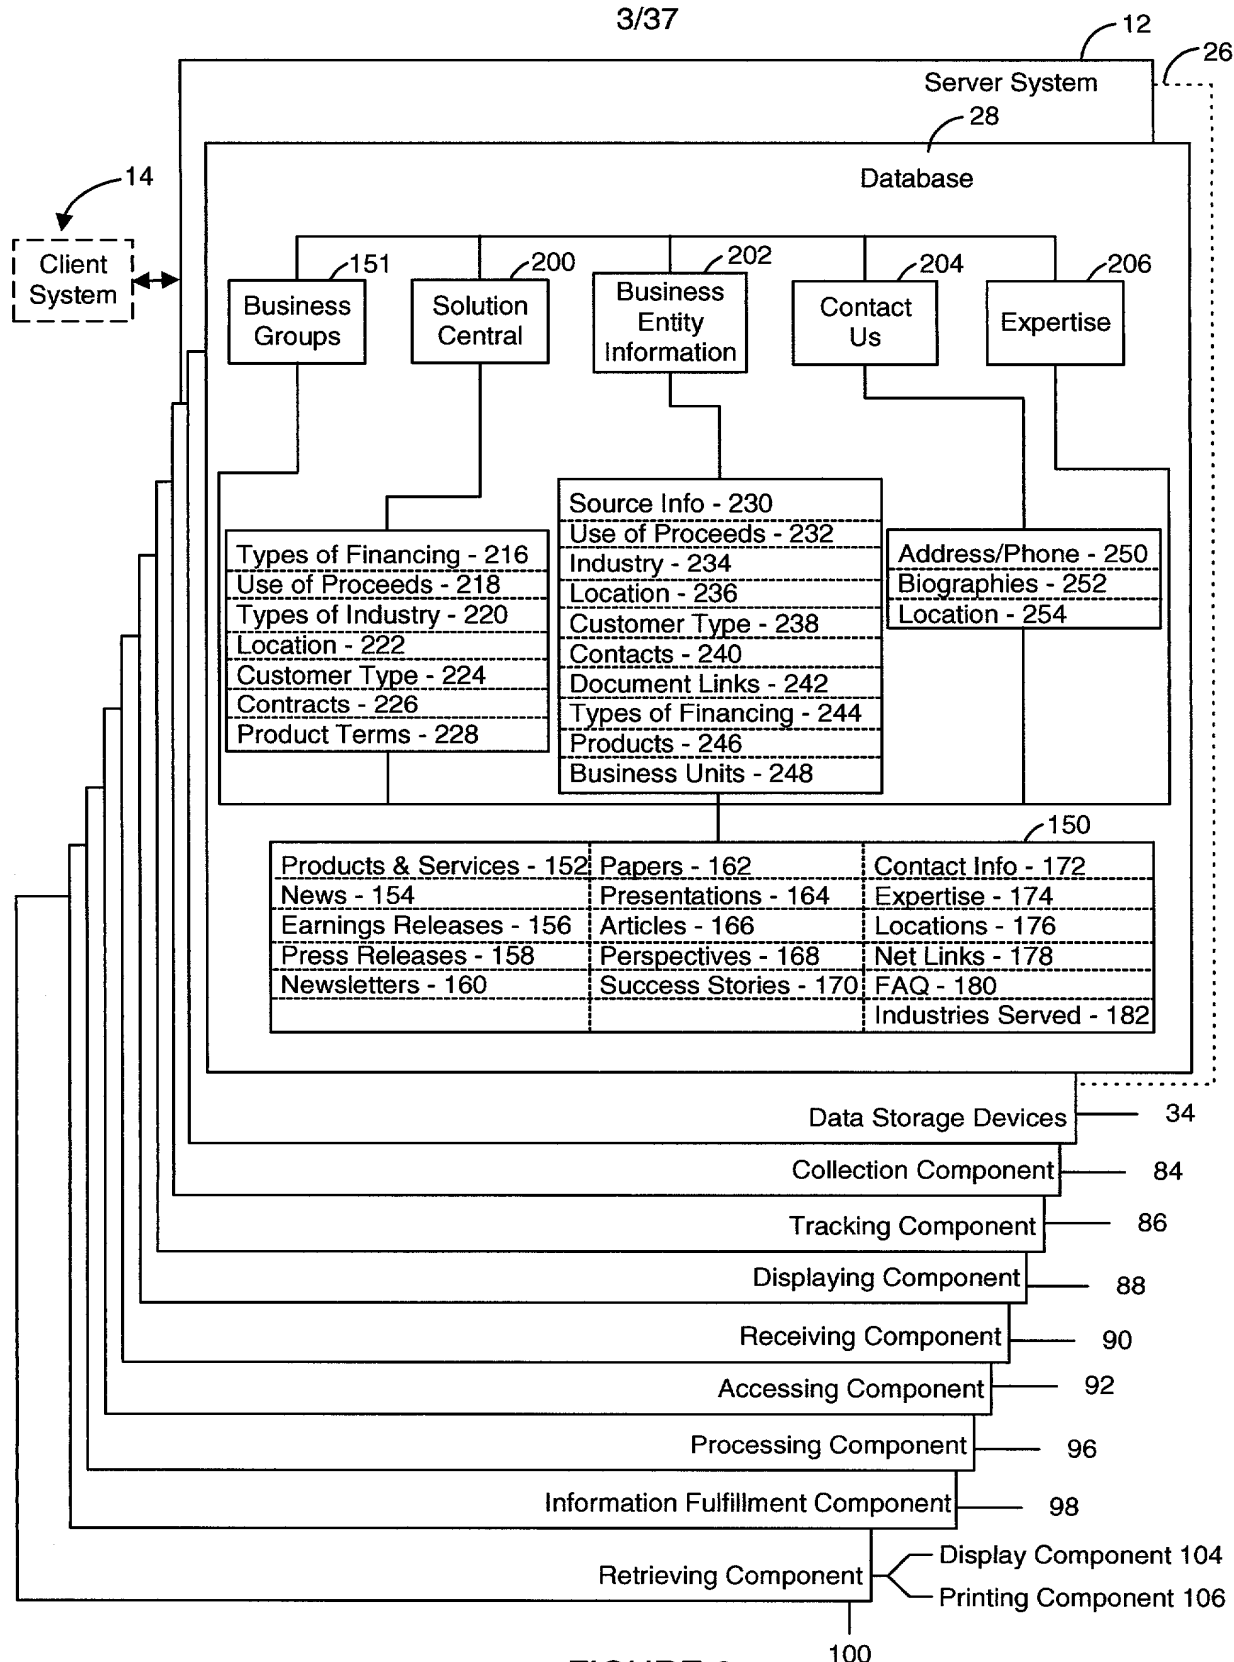 3/37
12
26
Server System
28
Database
14
Client
System
151
Business
Groups
200
Solution
Central
202
Business
Entity
Information
204
Contact
Us
206
Expertise
Types of Financing - 216
Use of Proceeds - 218
Types of Industry - 220
Location - 222
Customer Type - 224
Contracts - 226
Product Terms - 228
Source Info - 230
Use of Proceeds - 232
Industry - 234
Location - 236
Customer Type - 238
Contacts - 240
Document Links - 242
Types of Financing - 244
Products - 246
Business Units - 248
Address/Phone - 250
Biographies - 252
Location - 254
150
Products & Services - 152
News - 154
Earnings Releases - 156
Press Releases - 158
Newsletters - 160
Papers - 162
Presentations - 164
Articles - 166
Perspectives - 168
Success Stories - 170
Contact Info - 172
Expertise - 174
Locations - 176
Net Links - 178
FAQ - 180
Industries Served - 182
Data Storage Devices
34
Collection Component
84
Tracking Component
86
Displaying Component
88
Receiving Component
90
Accessing Component
92
Processing Component
96
Information Fulfillment Component
98
Retrieving Component
Display Component 104
Printing Component 106
100